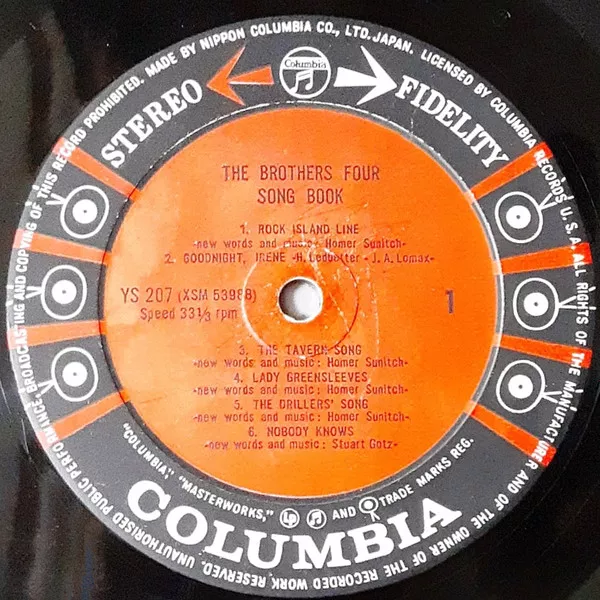 UNAUTHORISED PUBLIC PERFORMANCE, BROADCASTING AND COPYING OF THIS RECORD PROHIBITED. MADE BY NIPPON COLUMBIA CO., LTD. JAPAN. LICENSED BY COLUMBIA RECORDS U.S.A. ALL RIGHTS OF THE MANUFACTURER AND OF THE OWNER OF THE RECORDED WORK RESERVED.
STEREO
Columbia
FIDELITY
THE BROTHERS FOUR
SONG BOOK
1. ROCK ISLAND LINE
-new words and music: Homer Sunitch-
2. GOODNIGHT, IRENE -H. Ledbetter - J. A. Lomax-
YS 207 (XSM 53988)
Speed 33⅓ rpm
1
3. THE TAVERN SONG
-new words and music: Homer Sunitch-
4. LADY GREENSLEEVES
-new words and music: Homer Sunitch-
5. THE DRILLERS' SONG
-new words and music: Homer Sunitch-
6. NOBODY KNOWS
-new words and music: Stuart Gotz-
"COLUMBIA," "MASTERWORKS," LP AND TRADE MARKS REG.
COLUMBIA